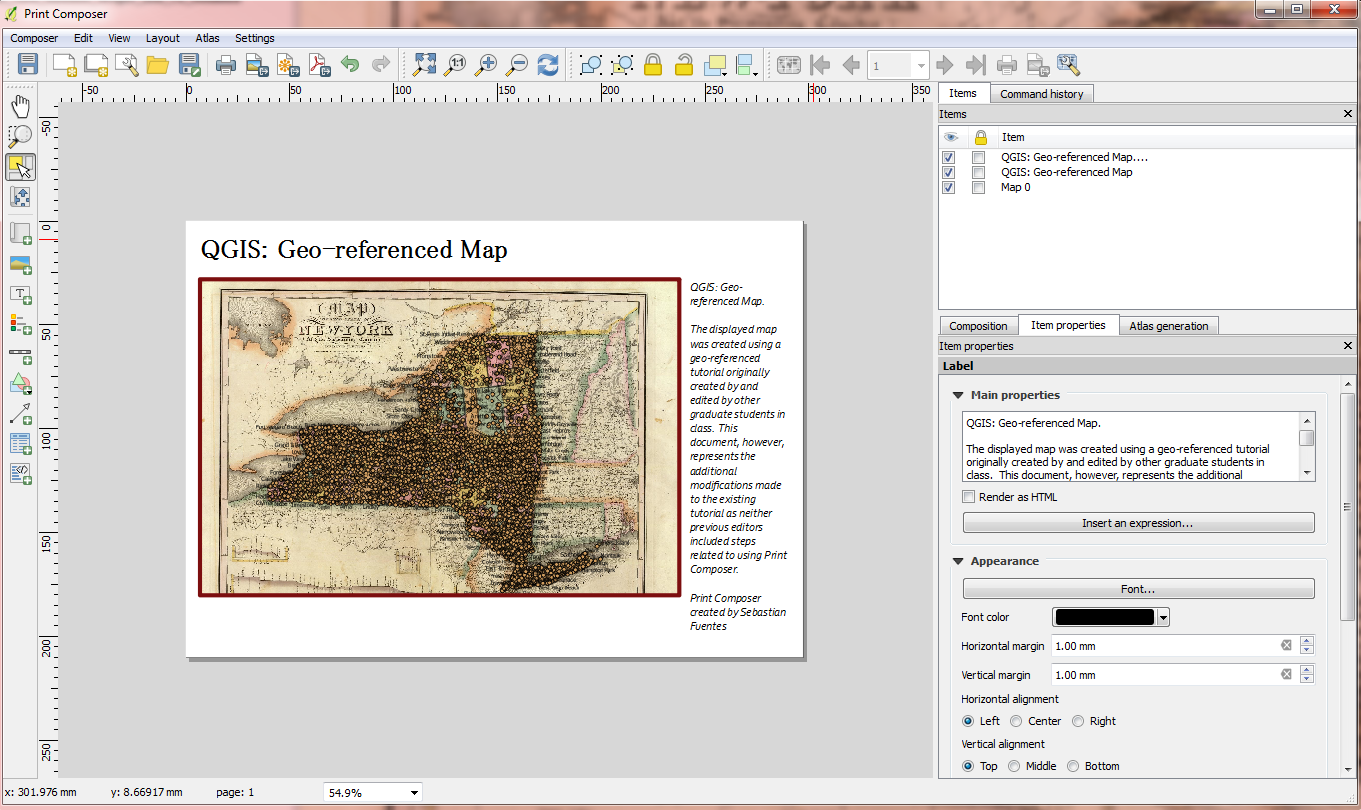 Print Composer
Composer Edit View Layout Atlas Settings
1:1
1
-50 0 50 100 150 200 250 300 350
-50
0
50
100
150
200
250
QGIS: Geo-referenced Map
(MAP)
NEW-YORK
QGIS: Geo-
referenced Map.
The displayed map
was created using a
geo-referenced
tutorial originally
created by and
edited by other
graduate students in
class. This
document, however,
represents the
additional
modifications made
to the existing
tutorial as neither
previous editors
included steps
related to using Print
Composer.
Print Composer
created by Sebastian
Fuentes
Items Command history
Items
Item
QGIS: Geo-referenced Map....
QGIS: Geo-referenced Map
Map 0
Composition Item properties Atlas generation
Item properties
Label
Main properties
QGIS: Geo-referenced Map.
The displayed map was created using a geo-referenced tutorial
originally created by and edited by other graduate students in
class. This document, however, represents the additional
Render as HTML
Insert an expression...
Appearance
Font...
Font color
Horizontal margin 1.00 mm
Vertical margin 1.00 mm
Horizontal alignment
Left Center Right
Vertical alignment
Top Middle Bottom
x: 301.976 mm y: 8.66917 mm page: 1 54.9%